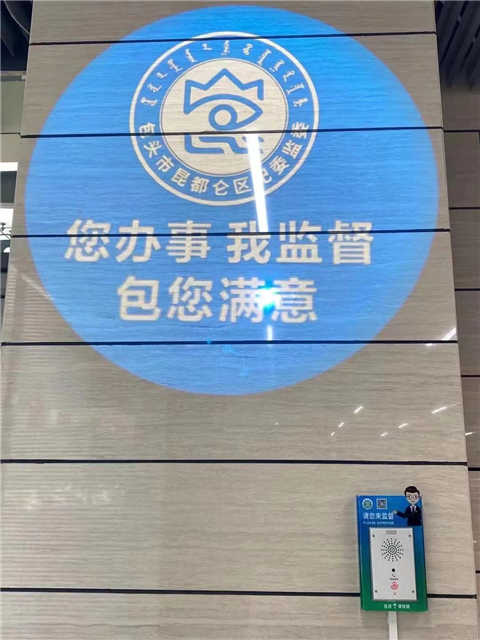 包头市昆都仑区纪委监委
您办事 我监督
包您满意
请您来监督